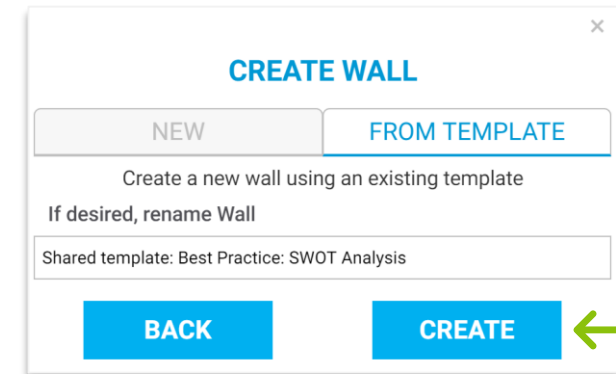 ×
CREATE WALL
NEW
FROM TEMPLATE
Create a new wall using an existing template
If desired, rename Wall
Shared template: Best Practice: SWOT Analysis
BACK
CREATE